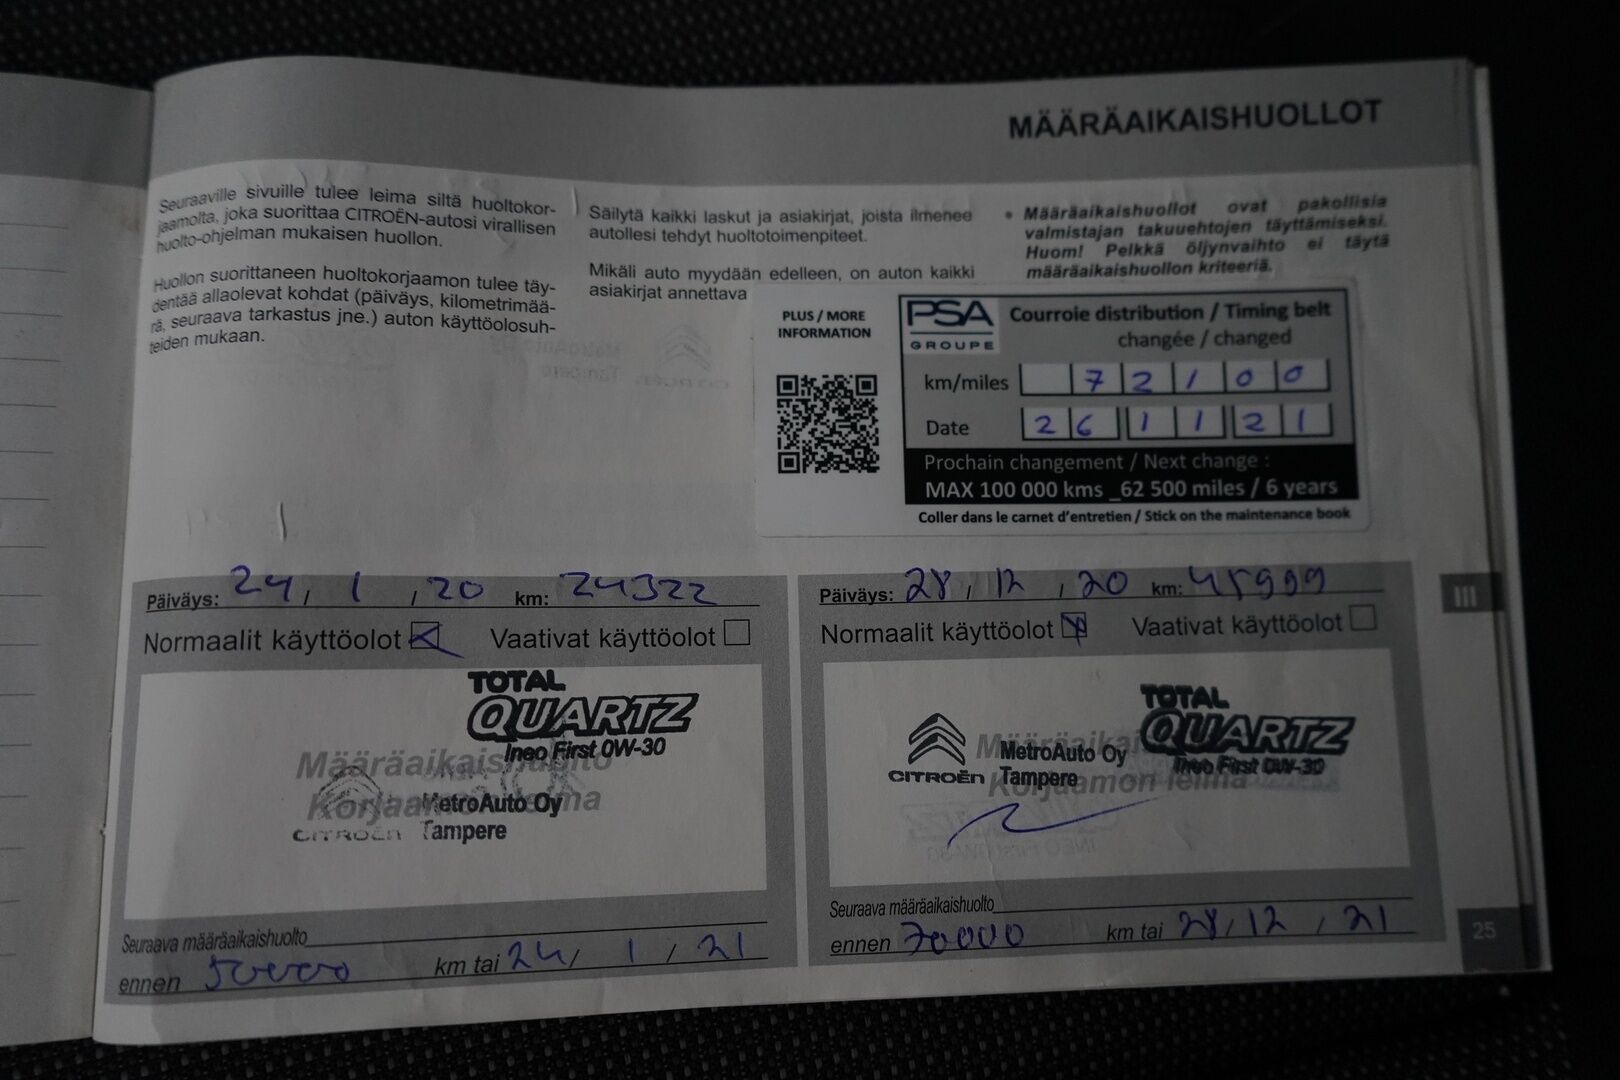 MÄÄRÄAIKAISHUOLLOT
Seuraaville sivuille tulee leima siltä huoltokor-
jaamolta, joka suorittaa CITROËN-autosi virallisen
huolto-ohjelman mukaisen huollon.
Huollon suorittaneen huoltokorjaamon tulee täy-
dentää allaolevat kohdat (päiväys, kilometrimää-
rä, seuraava tarkastus jne.) auton käyttöolosuh-
teiden mukaan.
Säilytä kaikki laskut ja asiakirjat, joista ilmenee
autollesi tehdyt huoltotoimenpiteet.
Mikäli auto myydään edelleen, on auton kaikki
asiakirjat annettava
• Määräaikaishuollot ovat pakollisia
valmistajan takuuehtojen täyttämiseksi.
Huom! Pelkkä öljynvaihto ei täytä
määräaikaishuollon kriteeriä.
PLUS / MORE
INFORMATION
PSA
GROUPE
Courroie distribution / Timing belt
changée / changed
km/miles 72100
Date 26 11 21
Prochain changement / Next change :
MAX 100 000 kms _62 500 miles / 6 years
Coller dans le carnet d'entretien / Stick on the maintenance book
Päiväys: 24 / 1 / 20 km: 24322
Normaalit käyttöolot Vaativat käyttöolot
TOTAL
QUARTZ
Ineo First 0W-30
Määräaikaishuolto
Korjaamon leima
MetroAuto Oy
CITROËN Tampere
Seuraava määräaikaishuolto
ennen 50000 km tai 24 / 1 / 21
Päiväys: 28 / 12 / 20 km: 45999
Normaalit käyttöolot Vaativat käyttöolot
TOTAL
QUARTZ
Ineo First 0W-30
MetroAuto Oy
CITROËN Tampere
Korjaamon leima
Seuraava määräaikaishuolto
ennen 70000 km tai 28 / 12 / 21
III
25